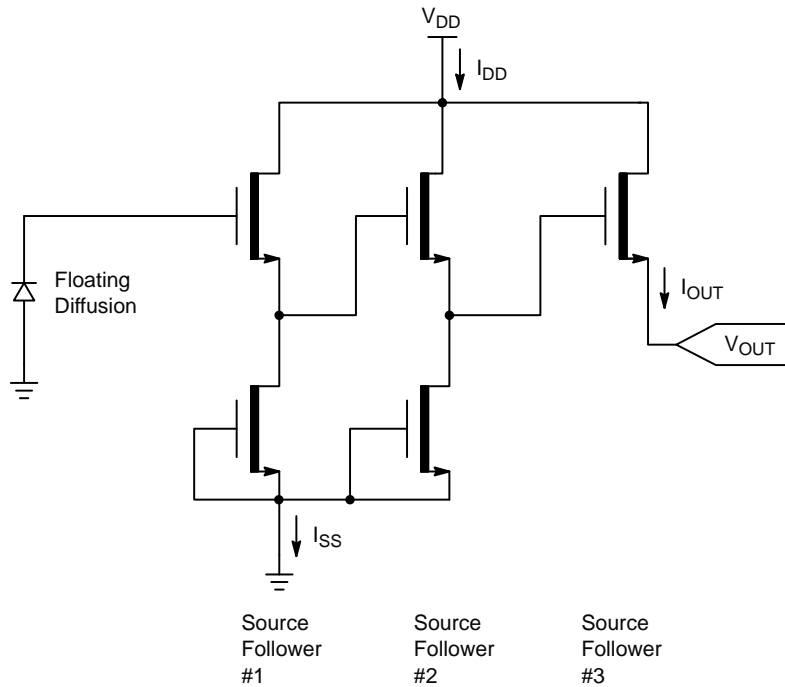 VDD
IDD
Floating
Diffusion
IOUT
VOUT
ISS
Source
Follower
#1
Source
Follower
#2
Source
Follower
#3